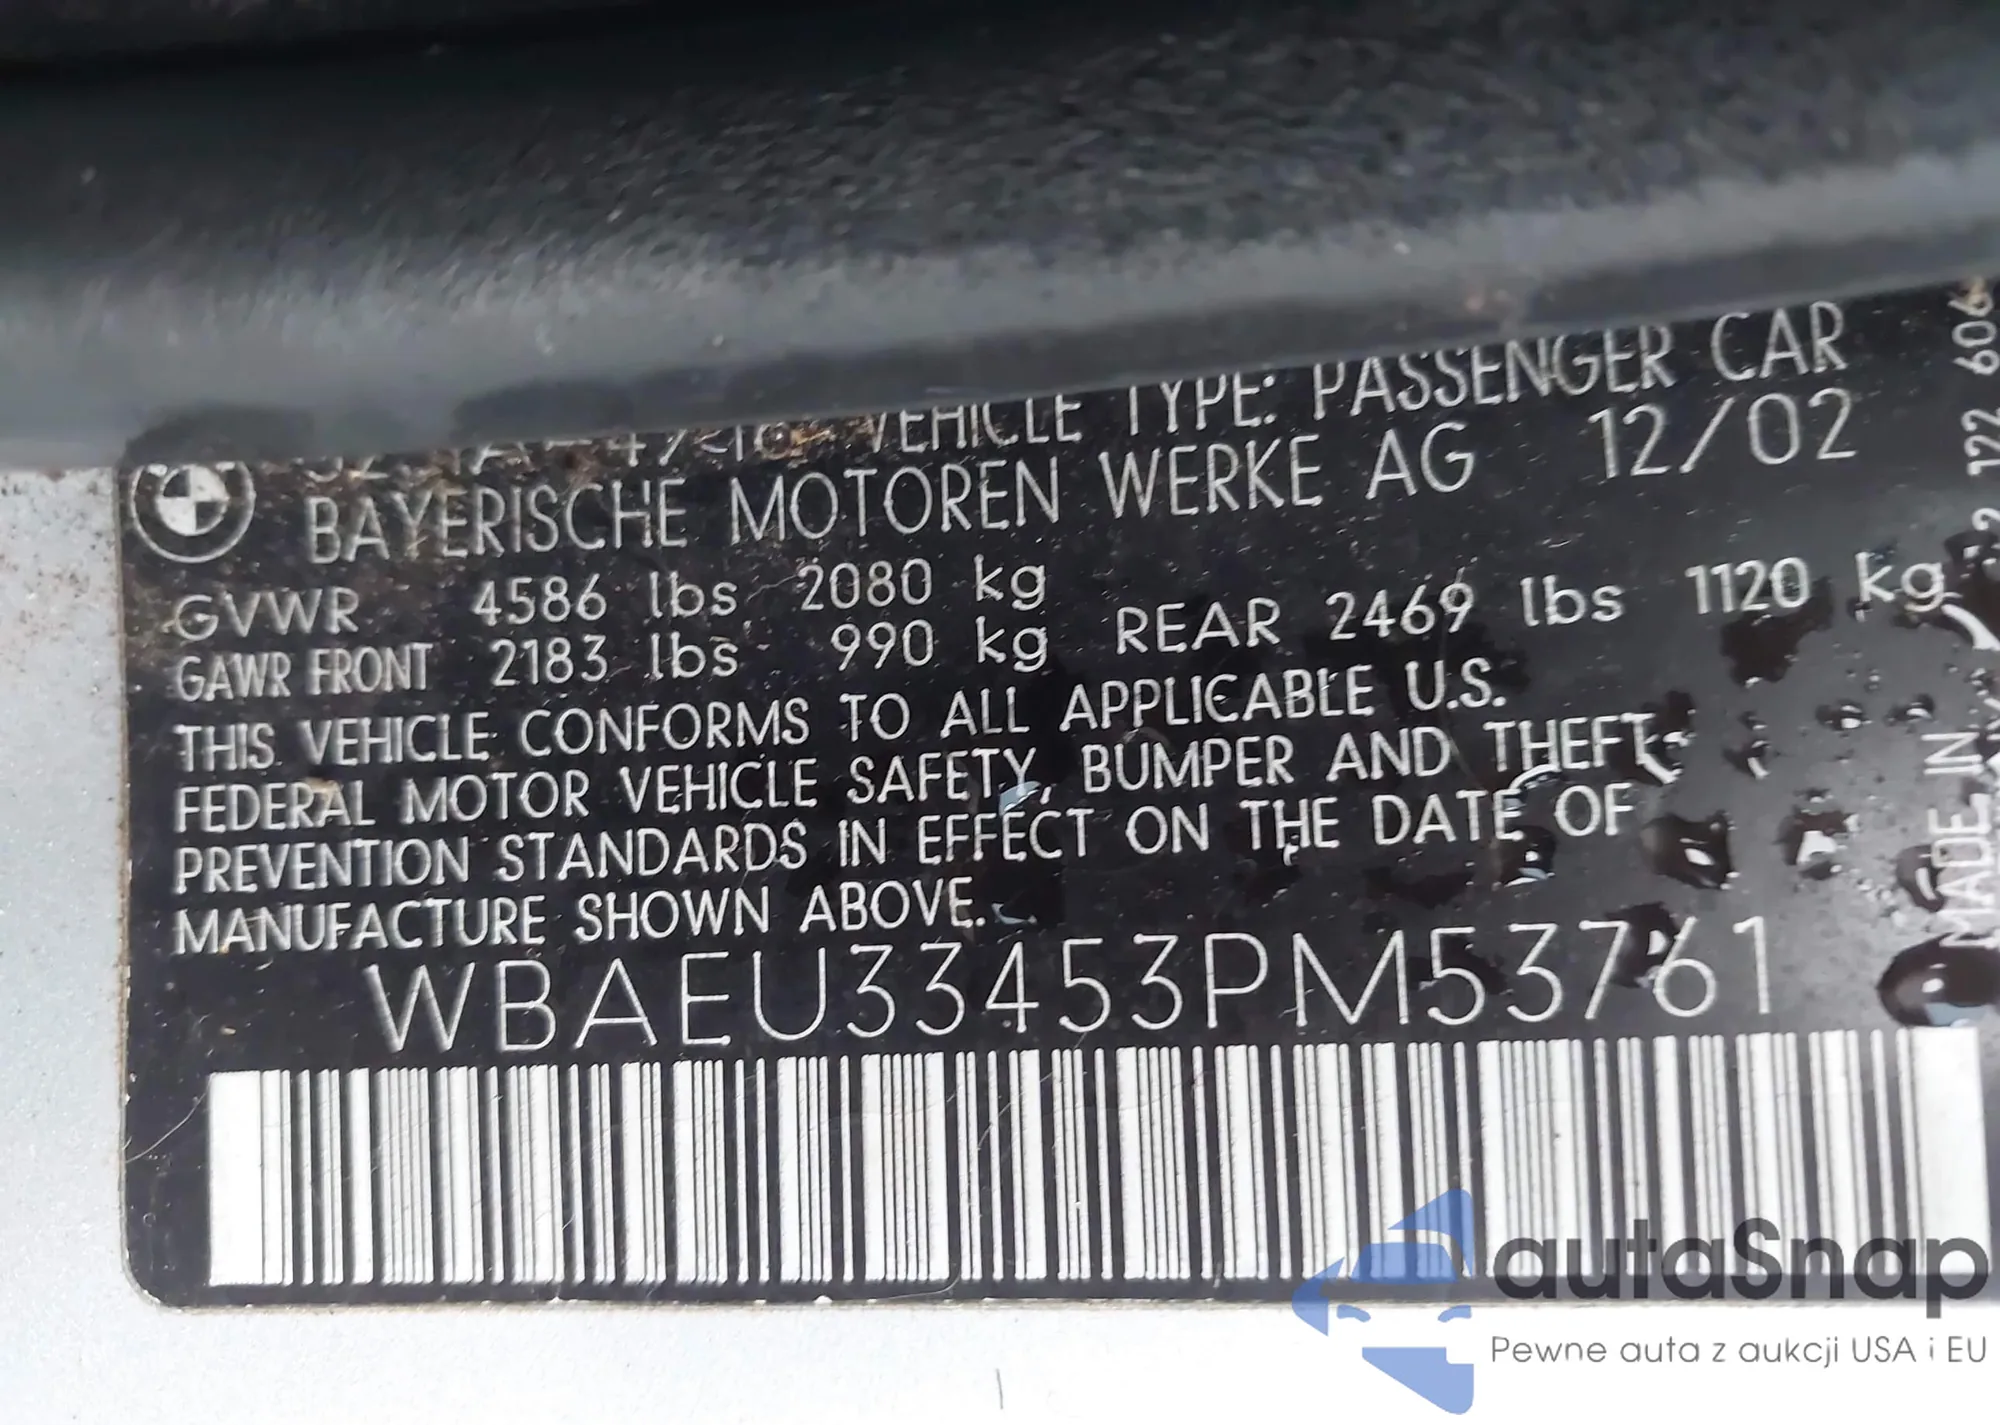 VEHICLE TYPE: PASSENGER CAR
BAYERISCHE MOTOREN WERKE AG 12/02
GVWR 4586 lbs 2080 kg
GAWR FRONT 2183 lbs 990 kg REAR 2469 lbs 1120 kg
THIS VEHICLE CONFORMS TO ALL APPLICABLE U.S.
FEDERAL MOTOR VEHICLE SAFETY, BUMPER AND THEFT
PREVENTION STANDARDS IN EFFECT ON THE DATE OF
MANUFACTURE SHOWN ABOVE.
WBAEU33453PM53761
MADE IN
122 606
autaSnap
Pewne auta z aukcji USA i EU